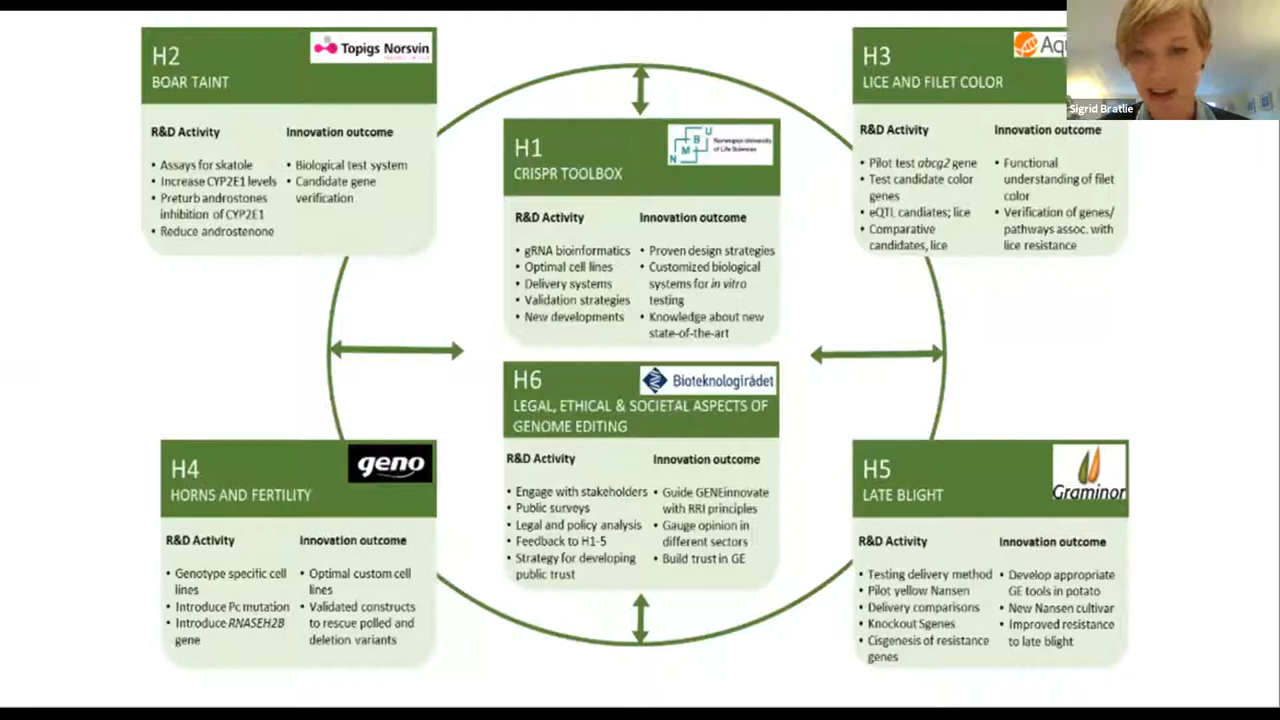 H2
Topigs Norsvin
BOAR TAINT
R&D Activity
• Assays for skatole
• Increase CYP2E1 levels
• Preturb androstones
inhibition of CYP2E1
• Reduce androstenone
Innovation outcome
• Biological test system
• Candidate gene
verification
H1
N M B U
Norwegian University
of Life Sciences
CRISPR TOOLBOX
R&D Activity
• gRNA bioinformatics
• Optimal cell lines
• Delivery systems
• Validation strategies
• New developments
Innovation outcome
• Proven design strategies
• Customized biological
systems for in vitro
testing
• Knowledge about new
state-of-the-art
H3
Aq
LICE AND FILET COLOR
Sigrid Bratlie
R&D Activity
• Pilot test abcg2 gene
• Test candidate color
genes
• eQTL candiates; lice
• Comparative
candidates, lice
Innovation outcome
• Functional
understanding of filet
color
• Verification of genes/
pathways assoc. with
lice resistance
H6
Bioteknologirådet
LEGAL, ETHICAL & SOCIETAL ASPECTS OF
GENOME EDITING
R&D Activity
• Engage with stakeholders
• Public surveys
• Legal and policy analysis
• Feedback to H1-5
• Strategy for developing
public trust
Innovation outcome
• Guide GENEinnovate
with RRI principles
• Gauge opinion in
different sectors
• Build trust in GE
H4
geno
HORNS AND FERTILITY
R&D Activity
• Genotype specific cell
lines
• Introduce Pc mutation
• Introduce RNASEH2B
gene
Innovation outcome
• Optimal custom cell
lines
• Validated constructs
to rescue polled and
deletion variants
H5
Graminor
LATE BLIGHT
R&D Activity
• Testing delivery method
• Pilot yellow Nansen
• Delivery comparisons
• Knockout Sgenes
• Cisgenesis of resistance
genes
Innovation outcome
• Develop appropriate
GE tools in potato
• New Nansen cultivar
• Improved resistance
to late blight